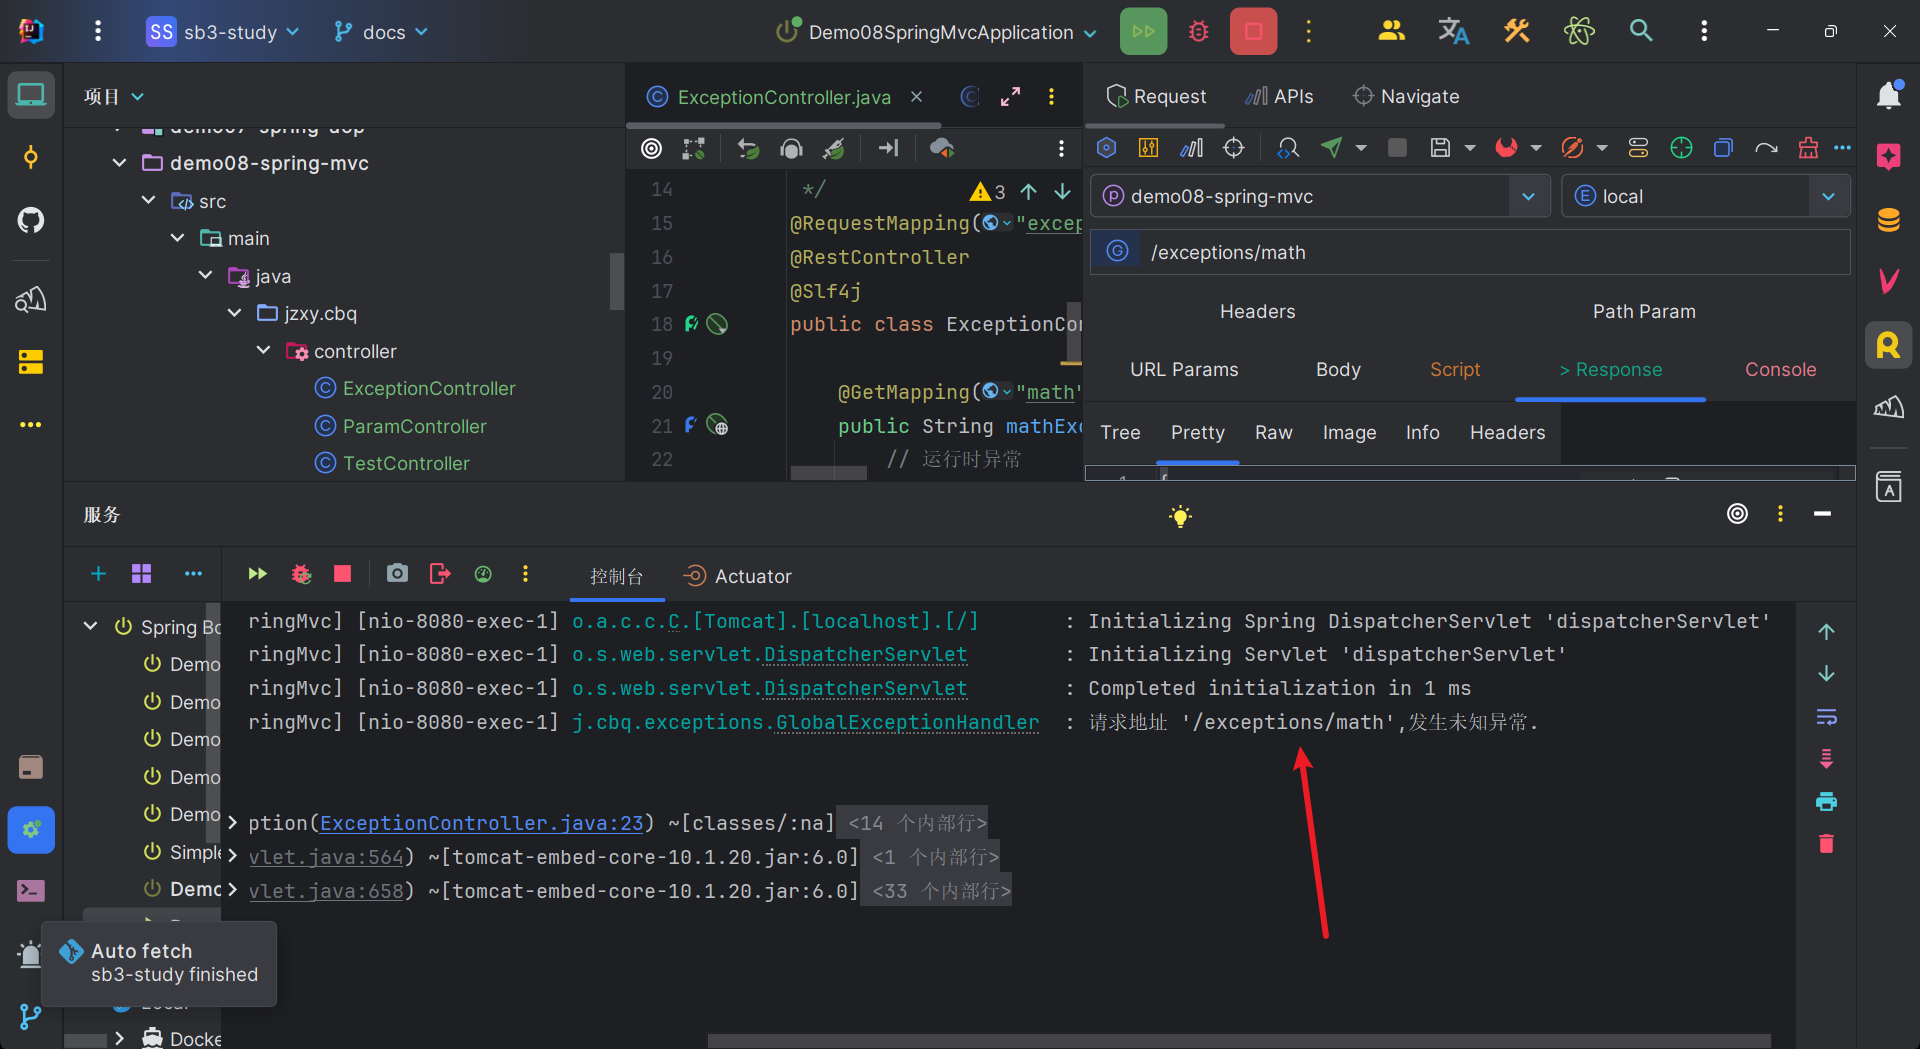 SS sb3-study docs Demo08SpringMvcApplication
项目
demo07-spring-aop
demo08-spring-mvc
src
main
java
jzxy.cbq
controller
ExceptionController
ParamController
TestController
ExceptionController.java
14 */ 3
15 @RequestMapping("excep
16 @RestController
17 @Slf4j
18 public class ExceptionCo
19
20 @GetMapping("math"
21 public String mathExc
22 // 运行时异常
Request APIs Navigate
demo08-spring-mvc local
G /exceptions/math
Headers Path Param
URL Params Body Script >Response Console
Tree Pretty Raw Image Info Headers
1 {
服务
控制台 Actuator
Spring Bo
Demo
Demo
Demo
Demo
Demo
Simple
Demo
Docke
ringMvc] [nio-8080-exec-1] o.a.c.c.C.[Tomcat].[localhost].[/] : Initializing Spring DispatcherServlet 'dispatcherServlet'
ringMvc] [nio-8080-exec-1] o.s.web.servlet.DispatcherServlet : Initializing Servlet 'dispatcherServlet'
ringMvc] [nio-8080-exec-1] o.s.web.servlet.DispatcherServlet : Completed initialization in 1 ms
ringMvc] [nio-8080-exec-1] j.cbq.exceptions.GlobalExceptionHandler : 请求地址 '/exceptions/math',发生未知异常.
ption(ExceptionController.java:23) ~[classes/:na] <14 个内部行>
vlet.java:564) ~[tomcat-embed-core-10.1.20.jar:6.0] <1 个内部行>
vlet.java:658) ~[tomcat-embed-core-10.1.20.jar:6.0] <33 个内部行>
Auto fetch
sb3-study finished